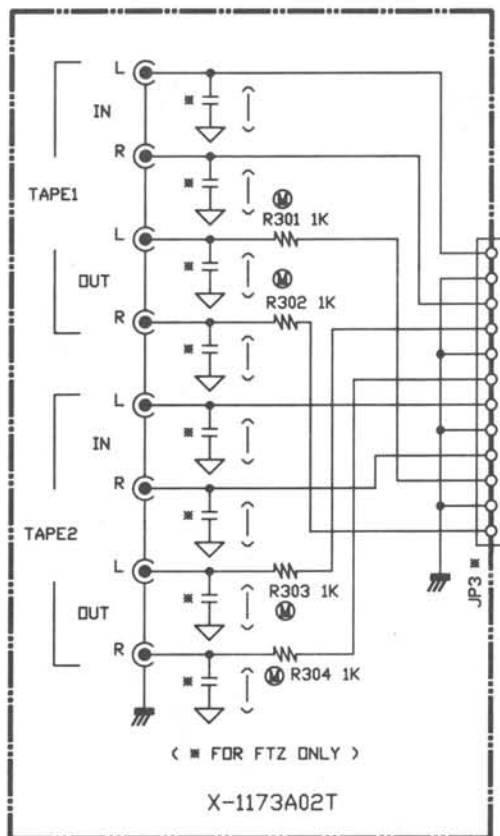 L
※
IN
R
TAPE1
※
Ⓜ
R301 1K
L
※
Ⓜ
OUT
R302 1K
R
※
L
IN
※
R
TAPE2
※
L
R303 1K
※
Ⓜ
OUT
R
Ⓜ R304 1K
※
JP3 ※
( ※ FOR FTZ ONLY )
X-1173A02T